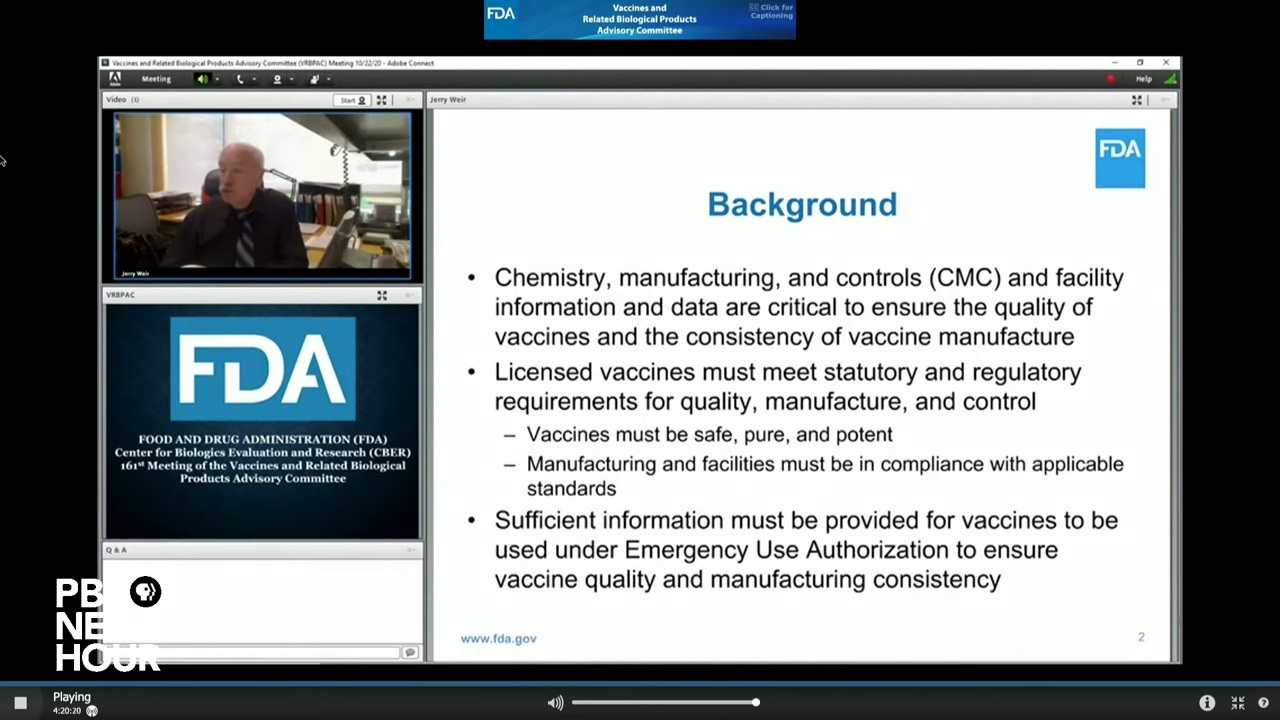 FDA
Vaccines and
Related Biological Products
Advisory Committee
CC Click for
Captioning
Vaccines and Related Biological Products Advisory Committee (VRBPAC) Meeting 10/22/20 - Adobe Connect
Meeting
Help
Video (1)
Start
Jerry Weir
Jerry Weir
VRBPAC
FDA
FOOD AND DRUG ADMINISTRATION (FDA)
Center for Biologics Evaluation and Research (CBER)
161st Meeting of the Vaccines and Related Biological
Products Advisory Committee
Q & A
FDA
Background
• Chemistry, manufacturing, and controls (CMC) and facility
information and data are critical to ensure the quality of
vaccines and the consistency of vaccine manufacture
• Licensed vaccines must meet statutory and regulatory
requirements for quality, manufacture, and control
– Vaccines must be safe, pure, and potent
– Manufacturing and facilities must be in compliance with applicable
standards
• Sufficient information must be provided for vaccines to be
used under Emergency Use Authorization to ensure
vaccine quality and manufacturing consistency
www.fda.gov
2
PB
NE
HOUR
Playing
4:20:20